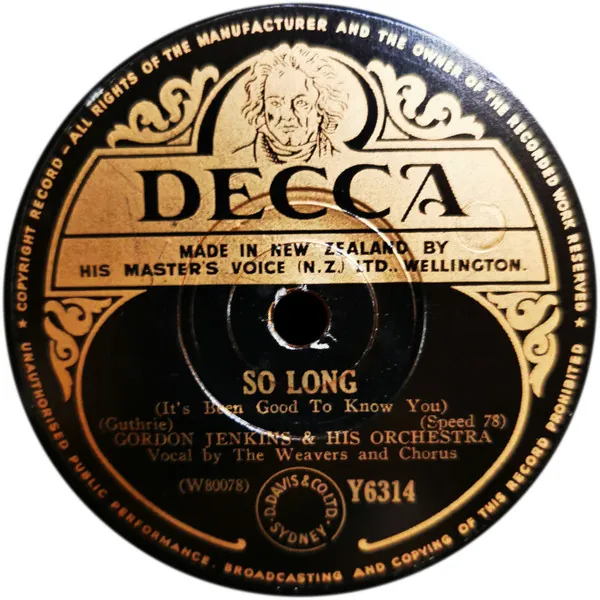 COPYRIGHT RECORD – ALL RIGHTS OF THE MANUFACTURER AND THE OWNER OF THE RECORDED WORK RESERVED
DECCA
MADE IN NEW ZEALAND BY
HIS MASTER'S VOICE (N.Z.) LTD., WELLINGTON.
SO LONG
(It's Been Good To Know You)
(Guthrie) (Speed 78)
GORDON JENKINS & HIS ORCHESTRA
Vocal by The Weavers and Chorus
(W80078) Y6314
D. DAVIS & CO. LTD.
SYDNEY
UNAUTHORISED PUBLIC PERFORMANCE, BROADCASTING AND COPYING OF THIS RECORD PROHIBITED